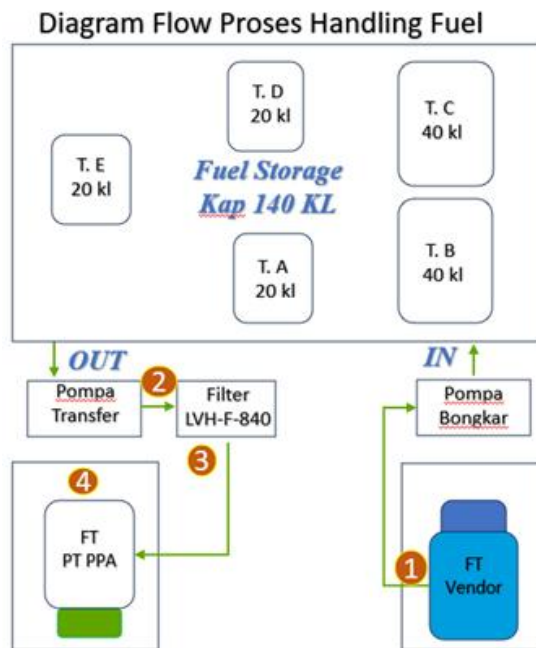 Diagram Flow Proses Handling Fuel
T. D
20 kl
T. C
40 kl
T. E
20 kl
Fuel Storage
Kap 140 KL
T. A
20 kl
T. B
40 kl
OUT
IN
Pompa
Transfer
2
Filter
LVH-F-840
Pompa
Bongkar
3
4
FT
PT PPA
1
FT
Vendor